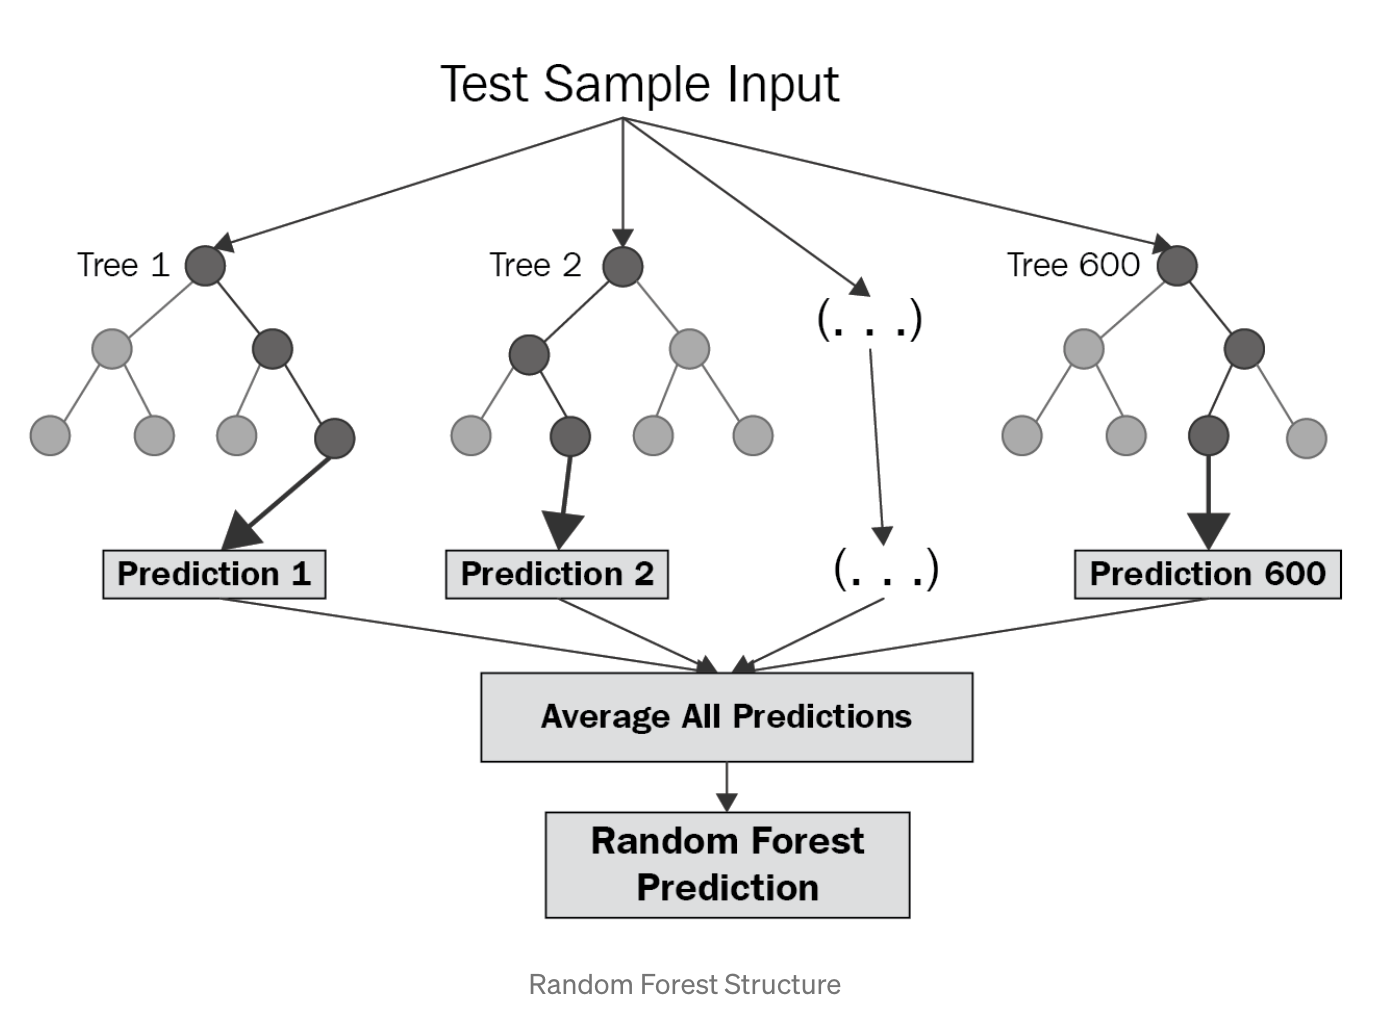 Test Sample Input
Tree 1
Tree 2
Tree 600
(. . .)
Prediction 1
Prediction 2
(. . .)
Prediction 600
Average All Predictions
Random Forest
Prediction
Random Forest Structure